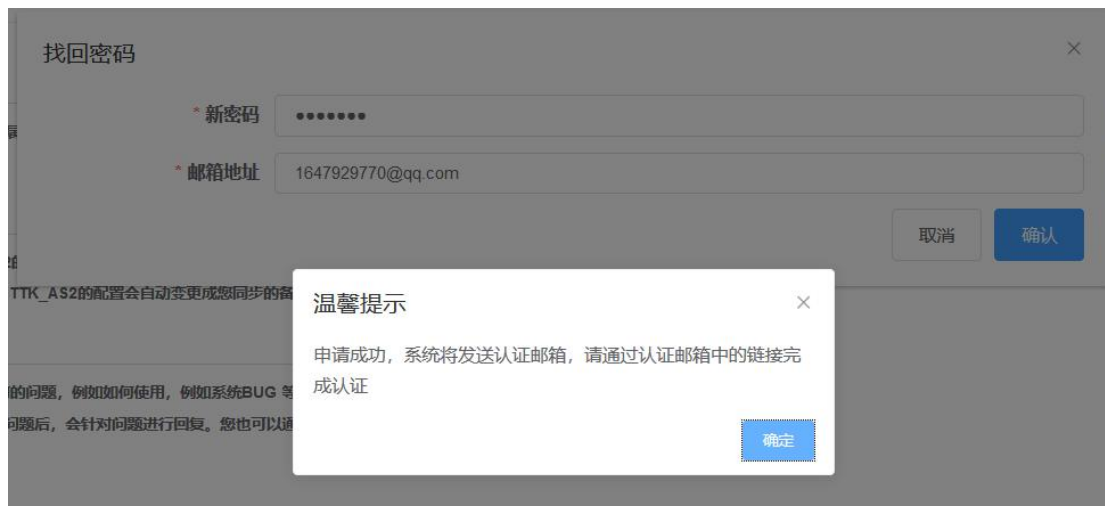 找回密码
* 新密码
●●●●●●●
* 邮箱地址
1647929770@qq.com
取消
确认
TTK_AS2的配置会自动变更成您同步的备
温馨提示
申请成功，系统将发送认证邮箱，请通过认证邮箱中的链接完
成认证
的问题，例如如何使用，例如系统BUG 等
问题后，会针对问题进行回复。您也可以通
确定